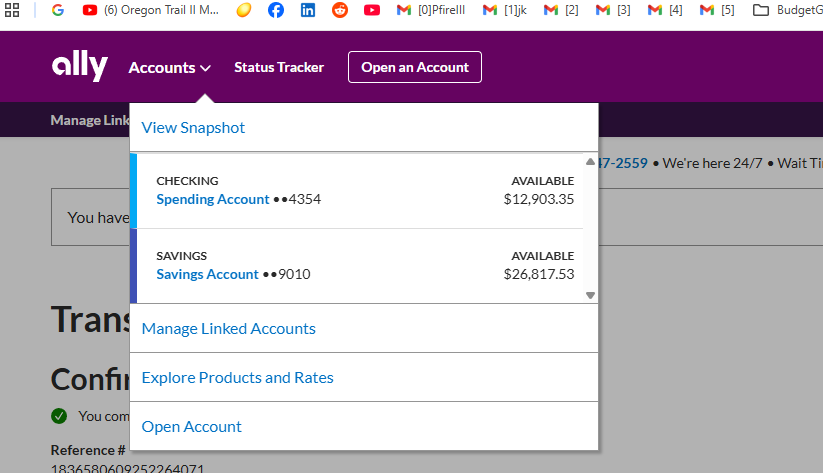 (6) Oregon Trail II M... [0]Pfirelll [1]jk [2] [3] [4] [5] BudgetG
ally Accounts Status Tracker Open an Account
Manage Link
View Snapshot
47-2559 • We're here 24/7 • Wait Ti
CHECKING AVAILABLE
Spending Account ••4354 $12,903.35
You have
SAVINGS AVAILABLE
Savings Account ••9010 $26,817.53
Trans
Manage Linked Accounts
Confir
Explore Products and Rates
You com
Open Account
Reference #
1836580609252264071